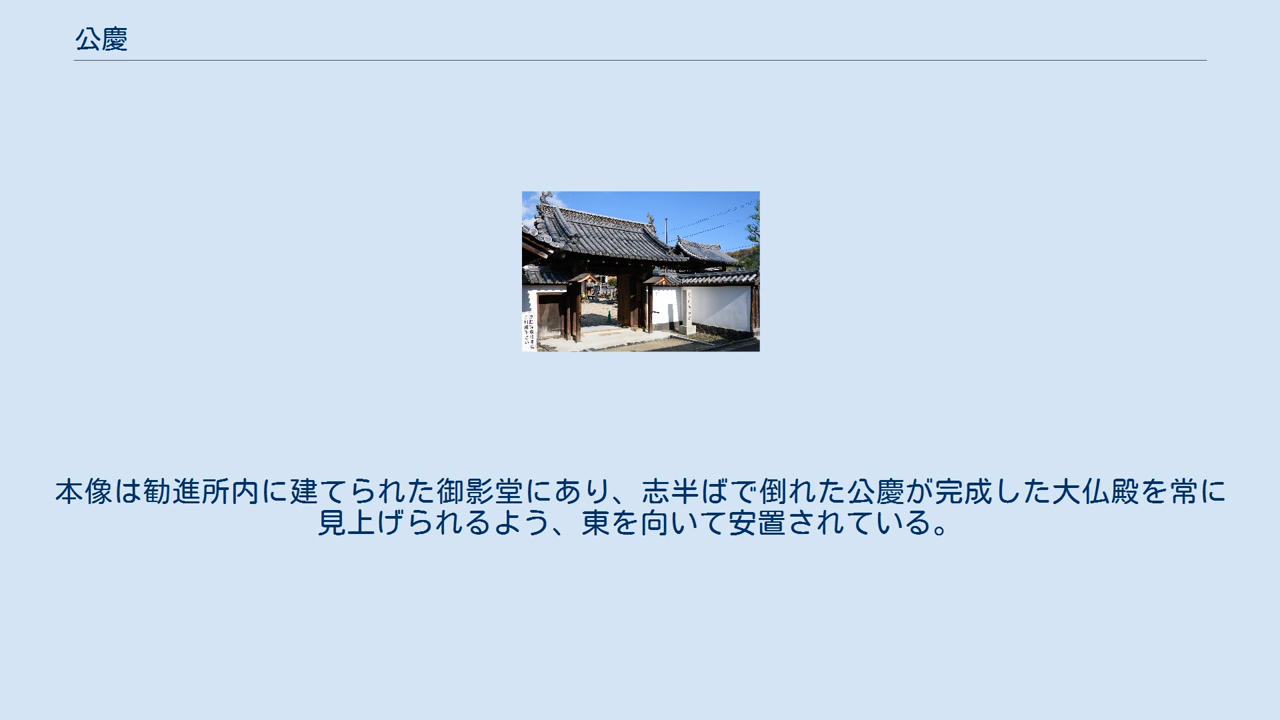 公慶
本像は勧進所内に建てられた御影堂にあり、志半ばで倒れた公慶が完成した大仏殿を常に
見上げられるよう、東を向いて安置されている。